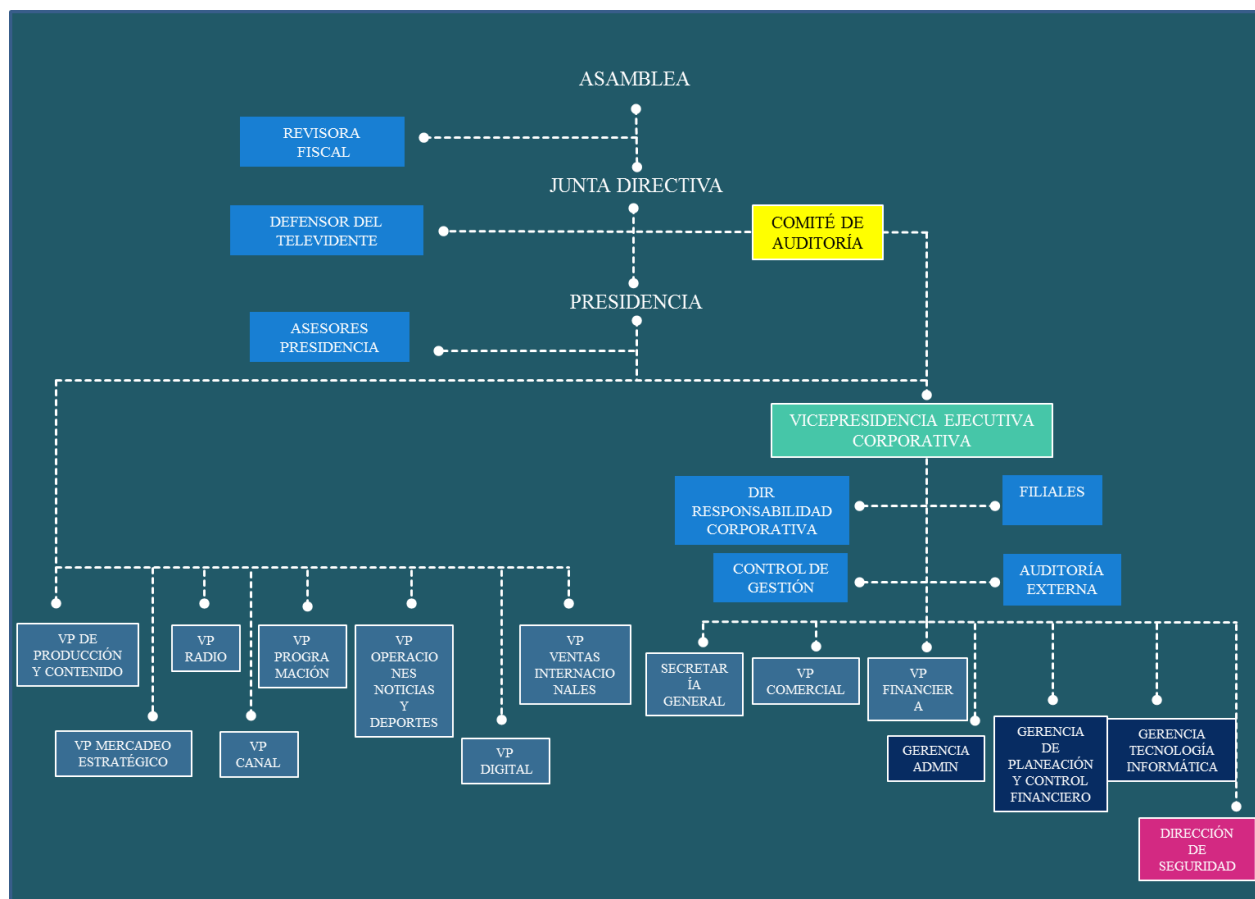 ASAMBLEA
REVISORA
FISCAL
JUNTA DIRECTIVA
DEFENSOR DEL
TELEVIDENTE
COMITÉ DE
AUDITORÍA
PRESIDENCIA
ASESORES
PRESIDENCIA
VICEPRESIDENCIA EJECUTIVA
CORPORATIVA
DIR
RESPONSABILIDAD
CORPORATIVA
FILIALES
CONTROL DE
GESTIÓN
AUDITORÍA
EXTERNA
VP DE
PRODUCCIÓN
Y CONTENIDO
VP
RADIO
VP
PROGRA
MACIÓN
VP
OPERACIO
NES
NOTICIAS
Y
DEPORTES
VP
VENTAS
INTERNACIO
NALES
VP MERCADEO
ESTRATÉGICO
VP
CANAL
VP
DIGITAL
SECRETAR
ÍA
GENERAL
VP
COMERCIAL
VP
FINANCIER
A
GERENCIA
ADMIN
GERENCIA
DE
PLANEACIÓN
Y CONTROL
FINANCIERO
GERENCIA
TECNOLOGÍA
INFORMÁTICA
DIRECCIÓN
DE
SEGURIDAD